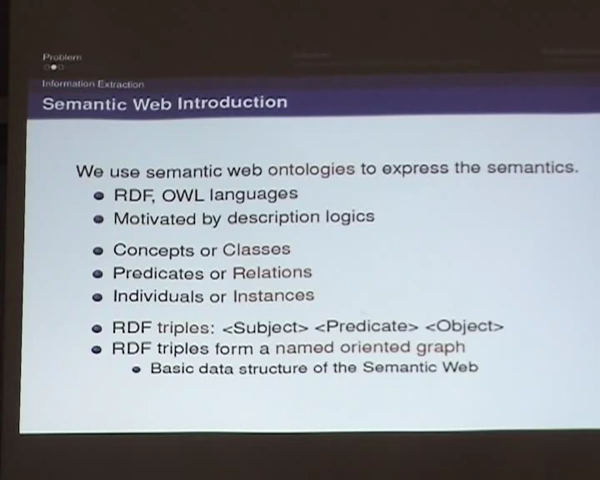 Problem
Information Extraction
Semantic Web Introduction
We use semantic web ontologies to express the semantics.
RDF, OWL languages
Motivated by description logics
Concepts or Classes
Predicates or Relations
Individuals or Instances
RDF triples: <Subject> <Predicate> <Object>
RDF triples form a named oriented graph
Basic data structure of the Semantic Web